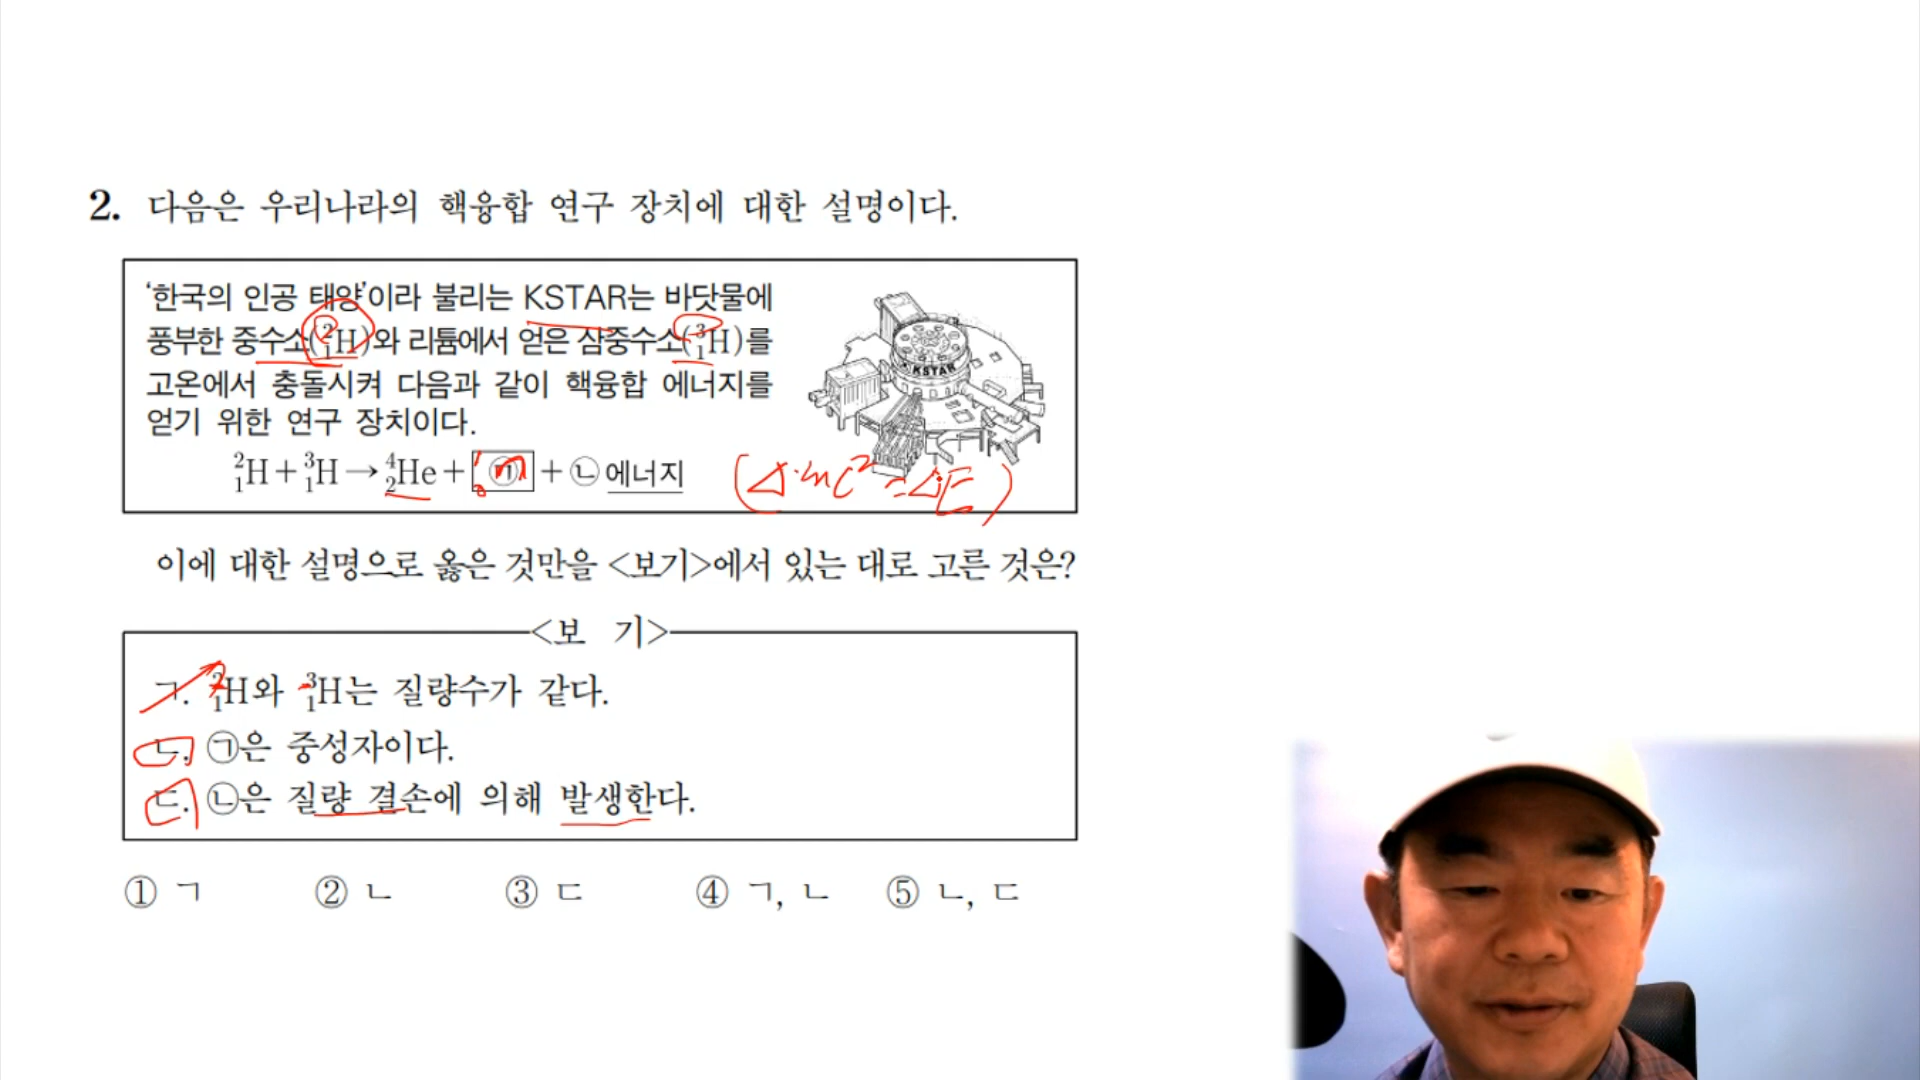 2. 다음은 우리나라의 핵융합 연구 장치에 대한 설명이다.
‘한국의 인공 태양’이라 불리는 KSTAR는 바닷물에
풍부한 중수소(²₁H)와 리튬에서 얻은 삼중수소(³₁H)를
고온에서 충돌시켜 다음과 같이 핵융합 에너지를
얻기 위한 연구 장치이다.
KSTAR
²₁H + ³₁H → ⁴₂He + ㉠ + ㉡ 에너지
¹₀n
(Δmc² = ΔE)
이에 대한 설명으로 옳은 것만을 <보기>에서 있는 대로 고른 것은?
<보 기>
ㄱ. ²₁H와 ³₁H는 질량수가 같다.
ㄴ. ㉠은 중성자이다.
ㄷ. ㉡은 질량 결손에 의해 발생한다.
① ㄱ ② ㄴ ③ ㄷ ④ ㄱ, ㄴ ⑤ ㄴ, ㄷ